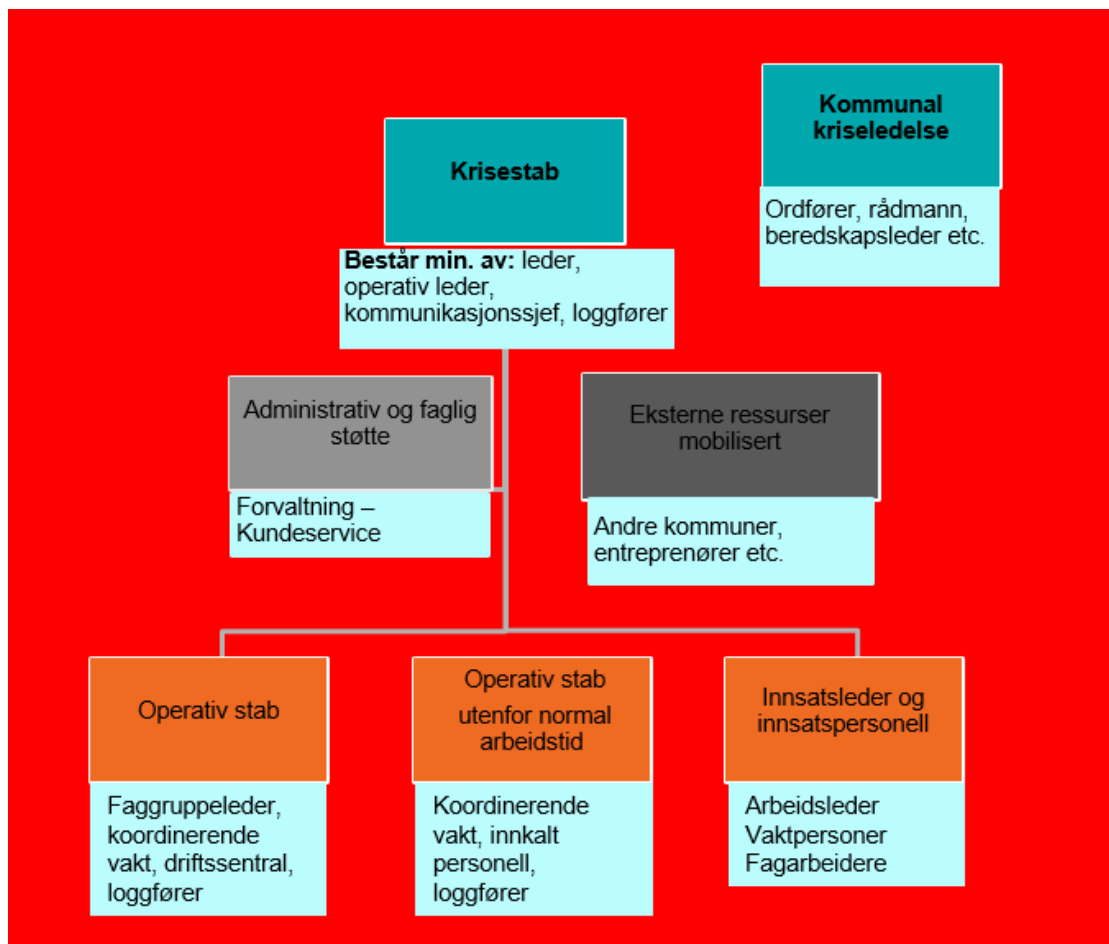 Kommunal
kriseledelse
Ordfører, rådmann,
beredskapsleder etc.
Krisestab
Består min. av: leder,
operativ leder,
kommunikasjonssjef, loggfører
Administrativ og faglig
støtte
Forvaltning –
Kundeservice
Eksterne ressurser
mobilisert
Andre kommuner,
entreprenører etc.
Operativ stab
Faggruppeleder,
koordinerende
vakt, driftssentral,
loggfører
Operativ stab
utenfor normal
arbeidstid
Koordinerende
vakt, innkalt
personell,
loggfører
Innsatsleder og
innsatspersonell
Arbeidsleder
Vaktpersoner
Fagarbeidere